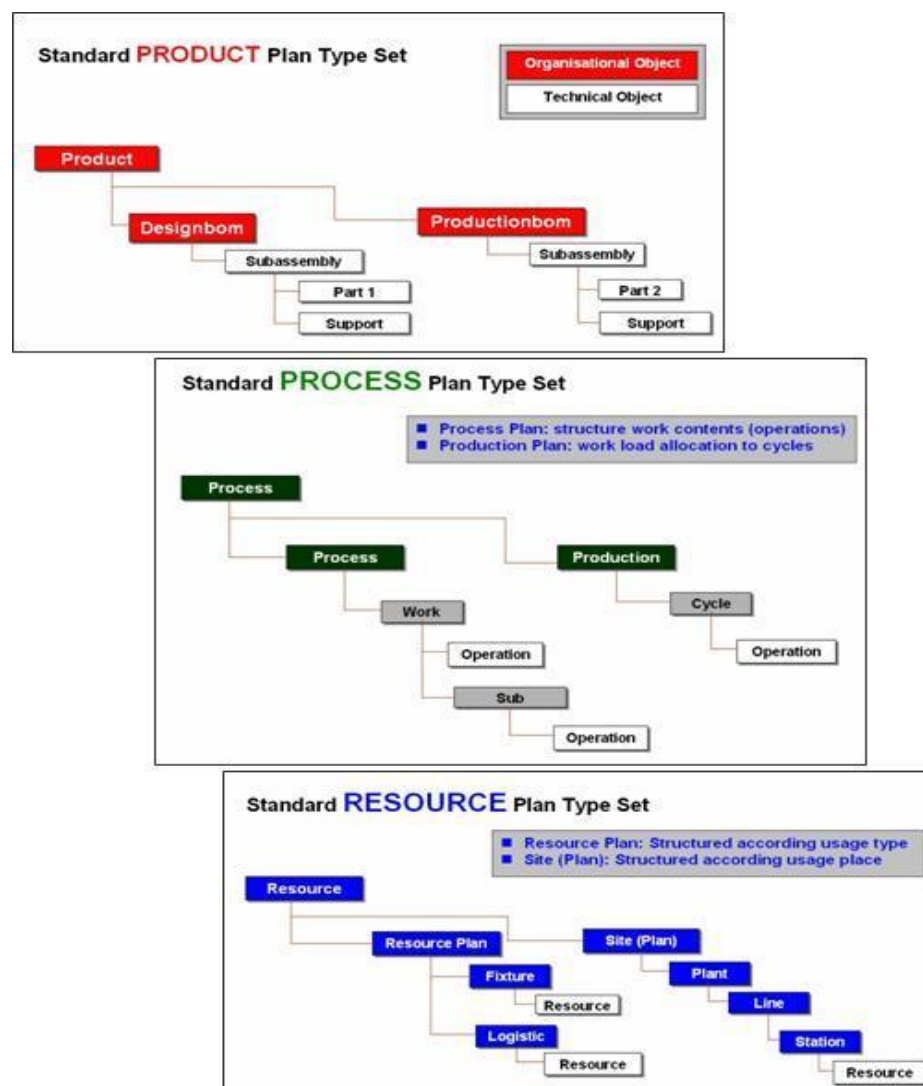 Standard PRODUCT Plan Type Set
Organisational Object
Technical Object
Product
Designbom
Productionbom
Subassembly
Subassembly
Part 1
Part 2
Support
Support
Standard PROCESS Plan Type Set
Process Plan: structure work contents (operations)
Production Plan: work load allocation to cycles
Process
Process
Production
Work
Cycle
Operation
Operation
Sub
Operation
Standard RESOURCE Plan Type Set
Resource Plan: Structured according usage type
Site (Plan): Structured according usage place
Resource
Resource Plan
Site (Plan)
Fixture
Plant
Resource
Line
Logistic
Station
Resource
Resource